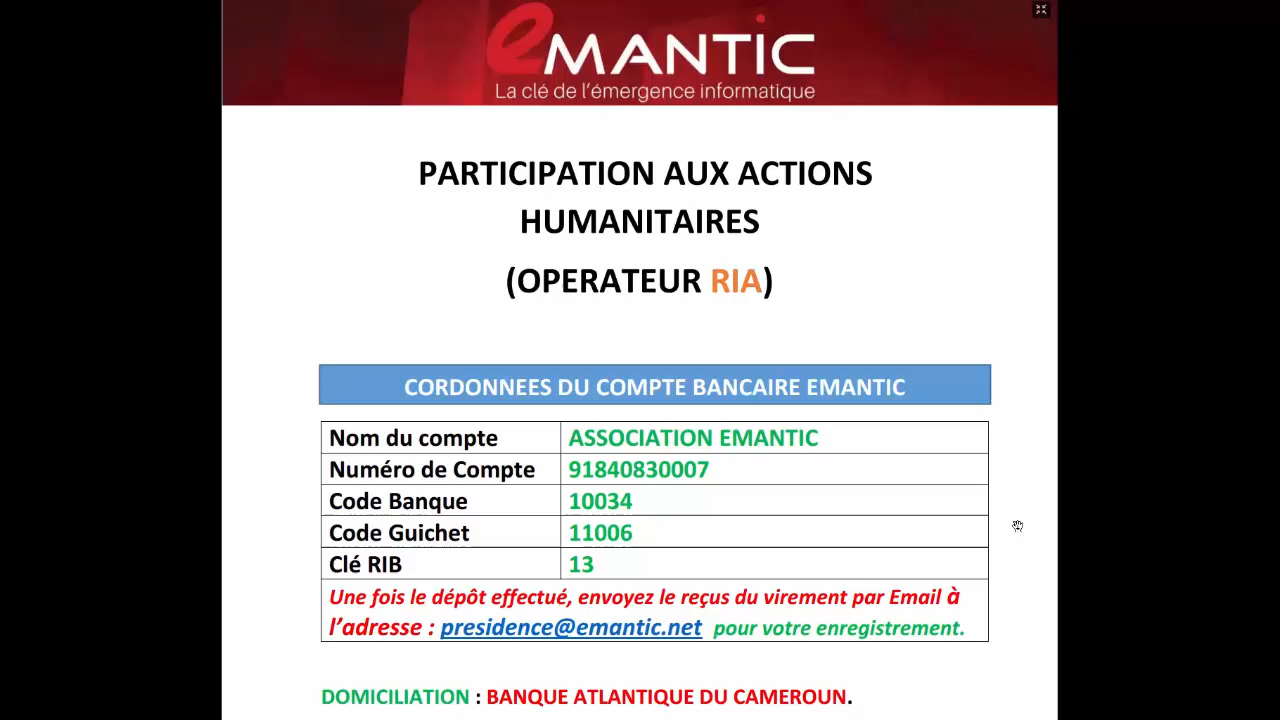 eMANTIC
La clé de l'émergence informatique
PARTICIPATION AUX ACTIONS
HUMANITAIRES
(OPERATEUR RIA)
CORDONNEES DU COMPTE BANCAIRE EMANTIC
Nom du compte ASSOCIATION EMANTIC
Numéro de Compte 91840830007
Code Banque 10034
Code Guichet 11006
Clé RIB 13
Une fois le dépôt effectué, envoyez le reçus du virement par Email à
l'adresse : presidence@emantic.net pour votre enregistrement.
DOMICILIATION : BANQUE ATLANTIQUE DU CAMEROUN.